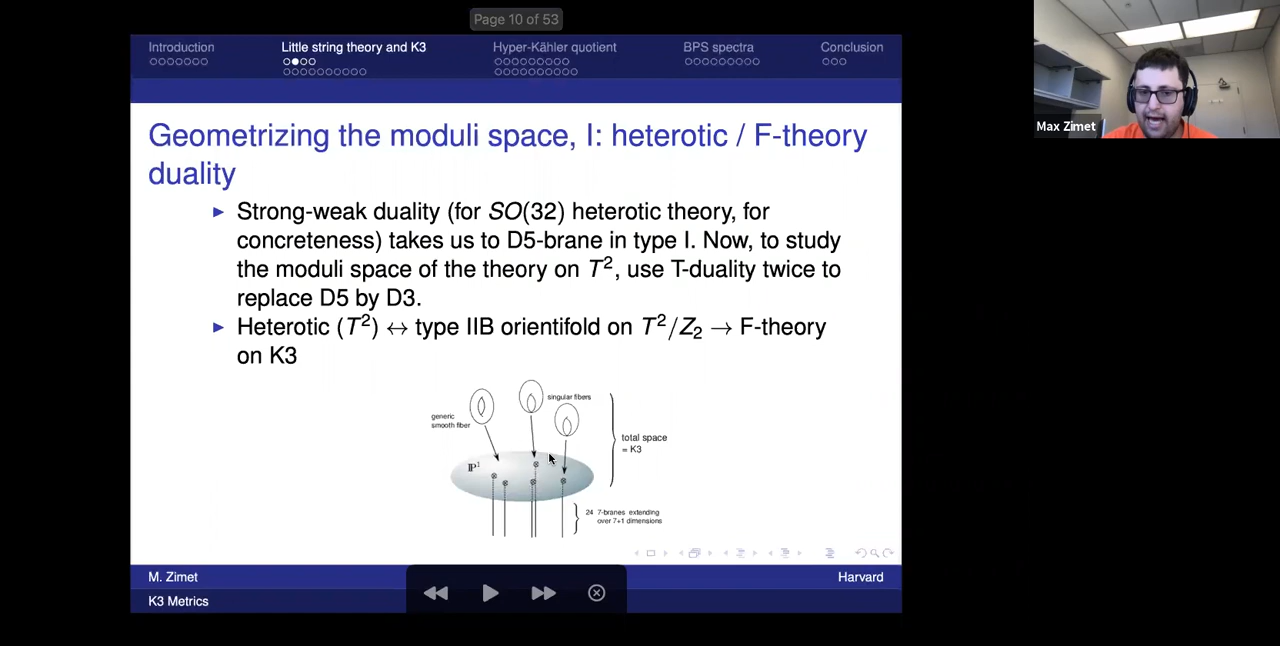 Page 10 of 53
Introduction
Little string theory and K3
Hyper-Kähler quotient
BPS spectra
Conclusion
Geometrizing the moduli space, I: heterotic / F-theory
duality
Strong-weak duality (for SO(32) heterotic theory, for
concreteness) takes us to D5-brane in type I. Now, to study
the moduli space of the theory on T², use T-duality twice to
replace D5 by D3.
Heterotic (T²) ↔ type IIB orientifold on T²/Z₂ → F-theory
on K3
generic
smooth fiber
singular fibers
total space
= K3
ℙ¹
24 7-branes extending
over 7+1 dimensions
M. Zimet
Harvard
K3 Metrics
Max Zimet